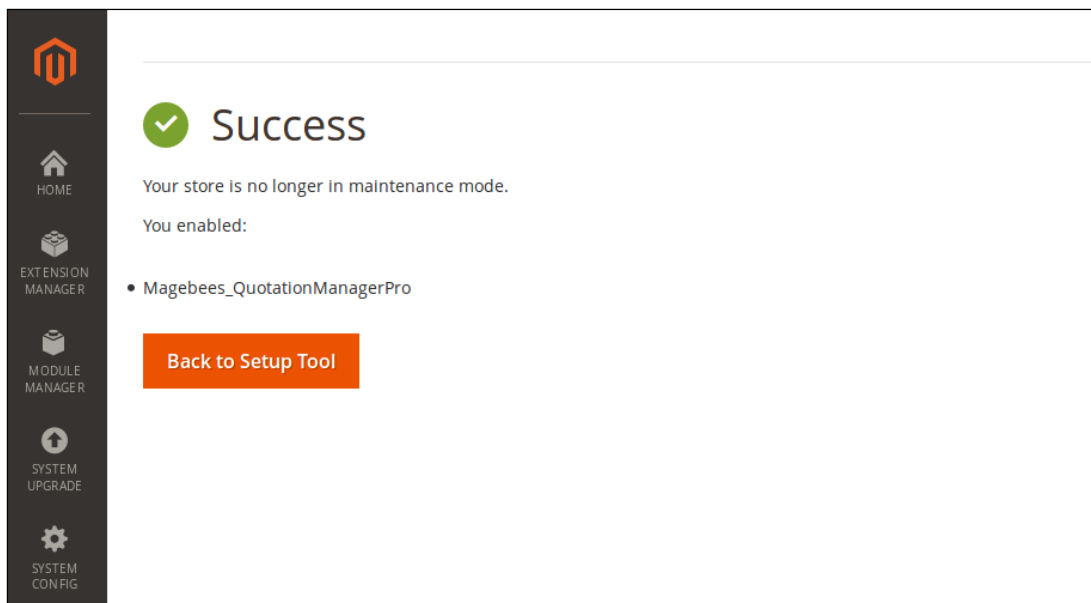 Success
Your store is no longer in maintenance mode.
You enabled:
Magebees_QuotationManagerPro
Back to Setup Tool
HOME
EXTENSION
MANAGER
MODULE
MANAGER
SYSTEM
UPGRADE
SYSTEM
CONFIG